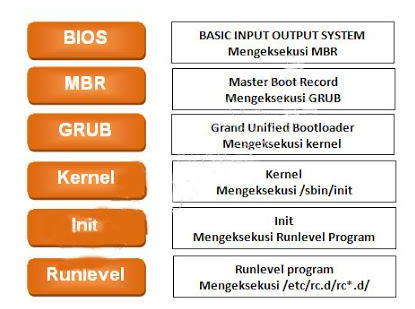 BIOS
BASIC INPUT OUTPUT SYSTEM
Mengeksekusi MBR
MBR
Master Boot Record
Mengeksekusi GRUB
GRUB
Grand Unified Bootloader
Mengeksekusi kernel
Kernel
Kernel
Mengeksekusi /sbin/init
Init
Init
Mengeksekusi Runlevel Program
Runlevel
Runlevel program
Mengeksekusi /etc/rc.d/rc*.d/